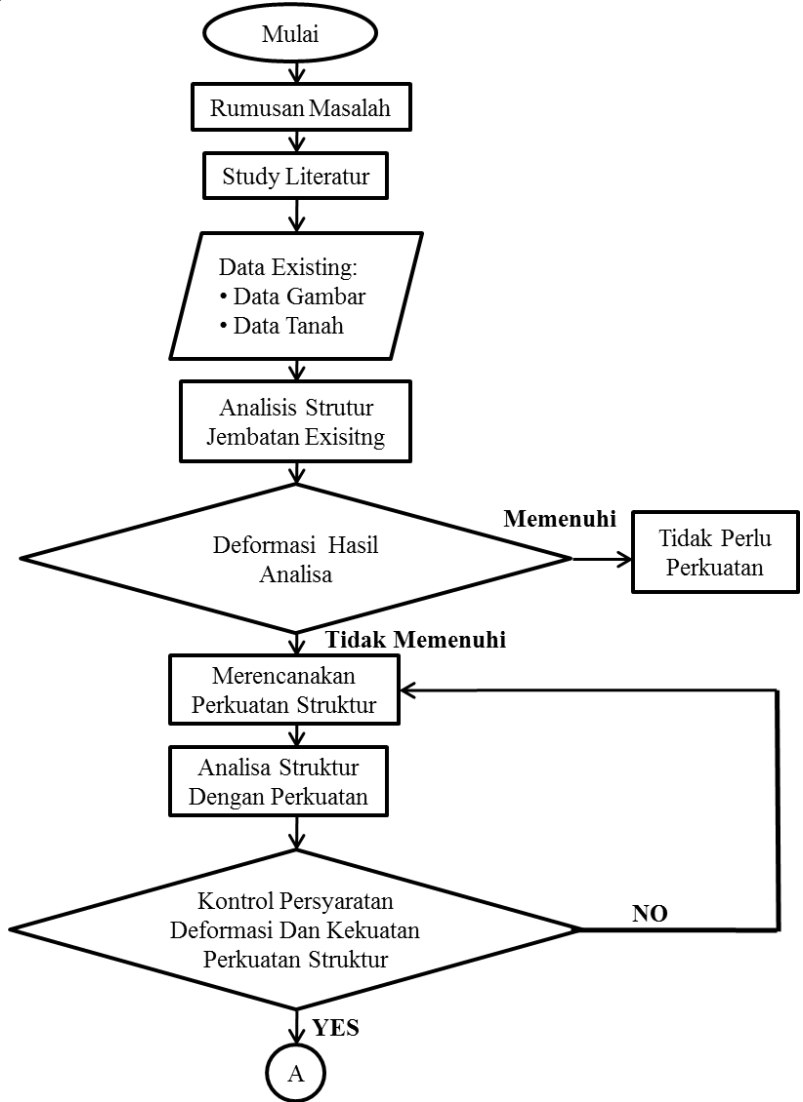 Mulai
Rumusan Masalah
Study Literatur
Data Existing:
• Data Gambar
• Data Tanah
Analisis Strutur
Jembatan Exisitng
Deformasi Hasil
Analisa
Memenuhi
Tidak Perlu
Perkuatan
Tidak Memenuhi
Merencanakan
Perkuatan Struktur
Analisa Struktur
Dengan Perkuatan
Kontrol Persyaratan
Deformasi Dan Kekuatan
Perkuatan Struktur
NO
YES
A